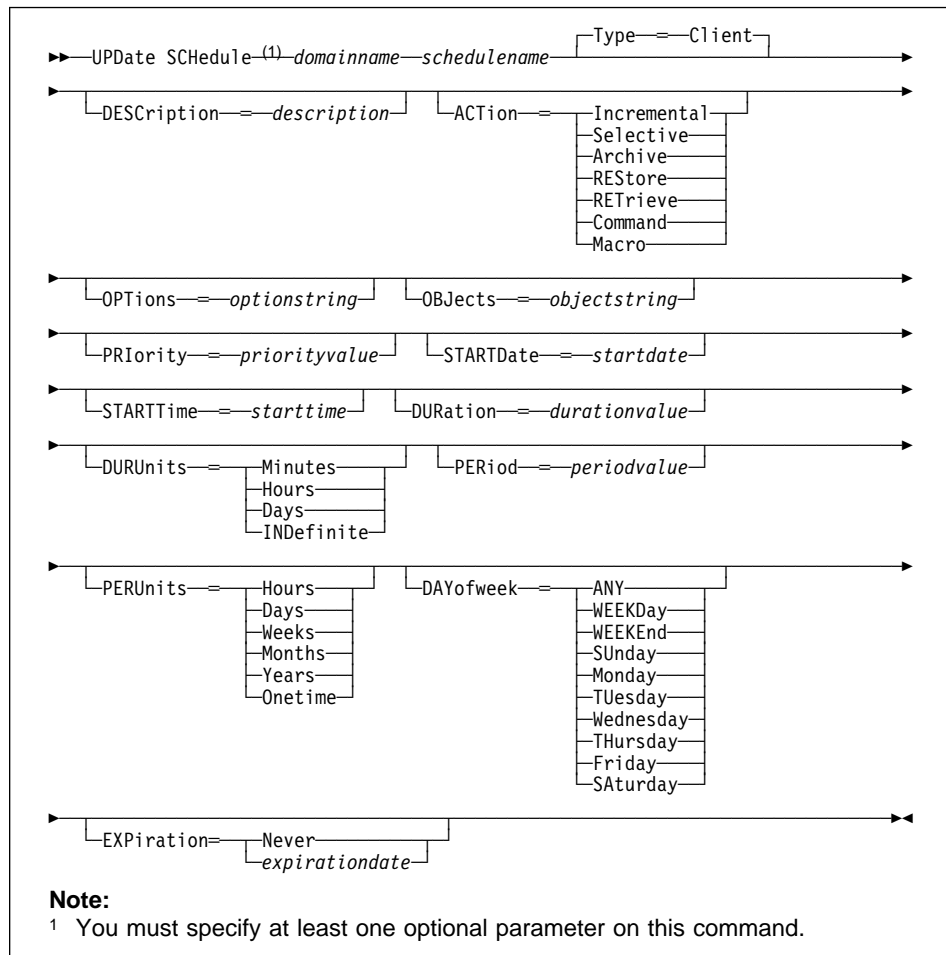 Type = Client
UPDate SCHedule (1) domainname schedulename
DESCription = description ACTion = Incremental
Selective
Archive
REStore
RETrieve
Command
Macro
OPTions = optionstring OBJects = objectstring
PRIority = priorityvalue STARTDate = startdate
STARTTime = starttime DURation = durationvalue
DURUnits = Minutes PERiod = periodvalue
Hours
Days
INDefinite
PERUnits = Hours DAYofweek = ANY
Days WEEKDay
Weeks WEEKEnd
Months SUnday
Years Monday
Onetime TUesday
Wednesday
THursday
Friday
SAturday
EXPiration= Never
expirationdate
Note:
1 You must specify at least one optional parameter on this command.